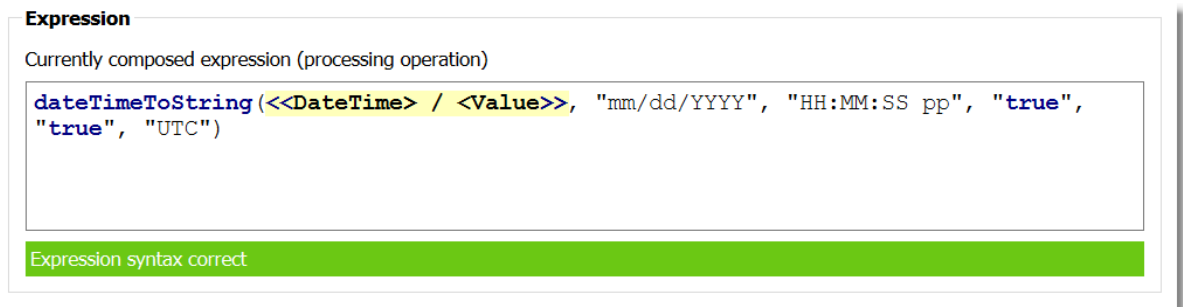 Expression
Currently composed expression (processing operation)
dateTimeToString(<<DateTime> / <Value>>, "mm/dd/YYYY", "HH:MM:SS pp", "true",
"true", "UTC")
Expression syntax correct